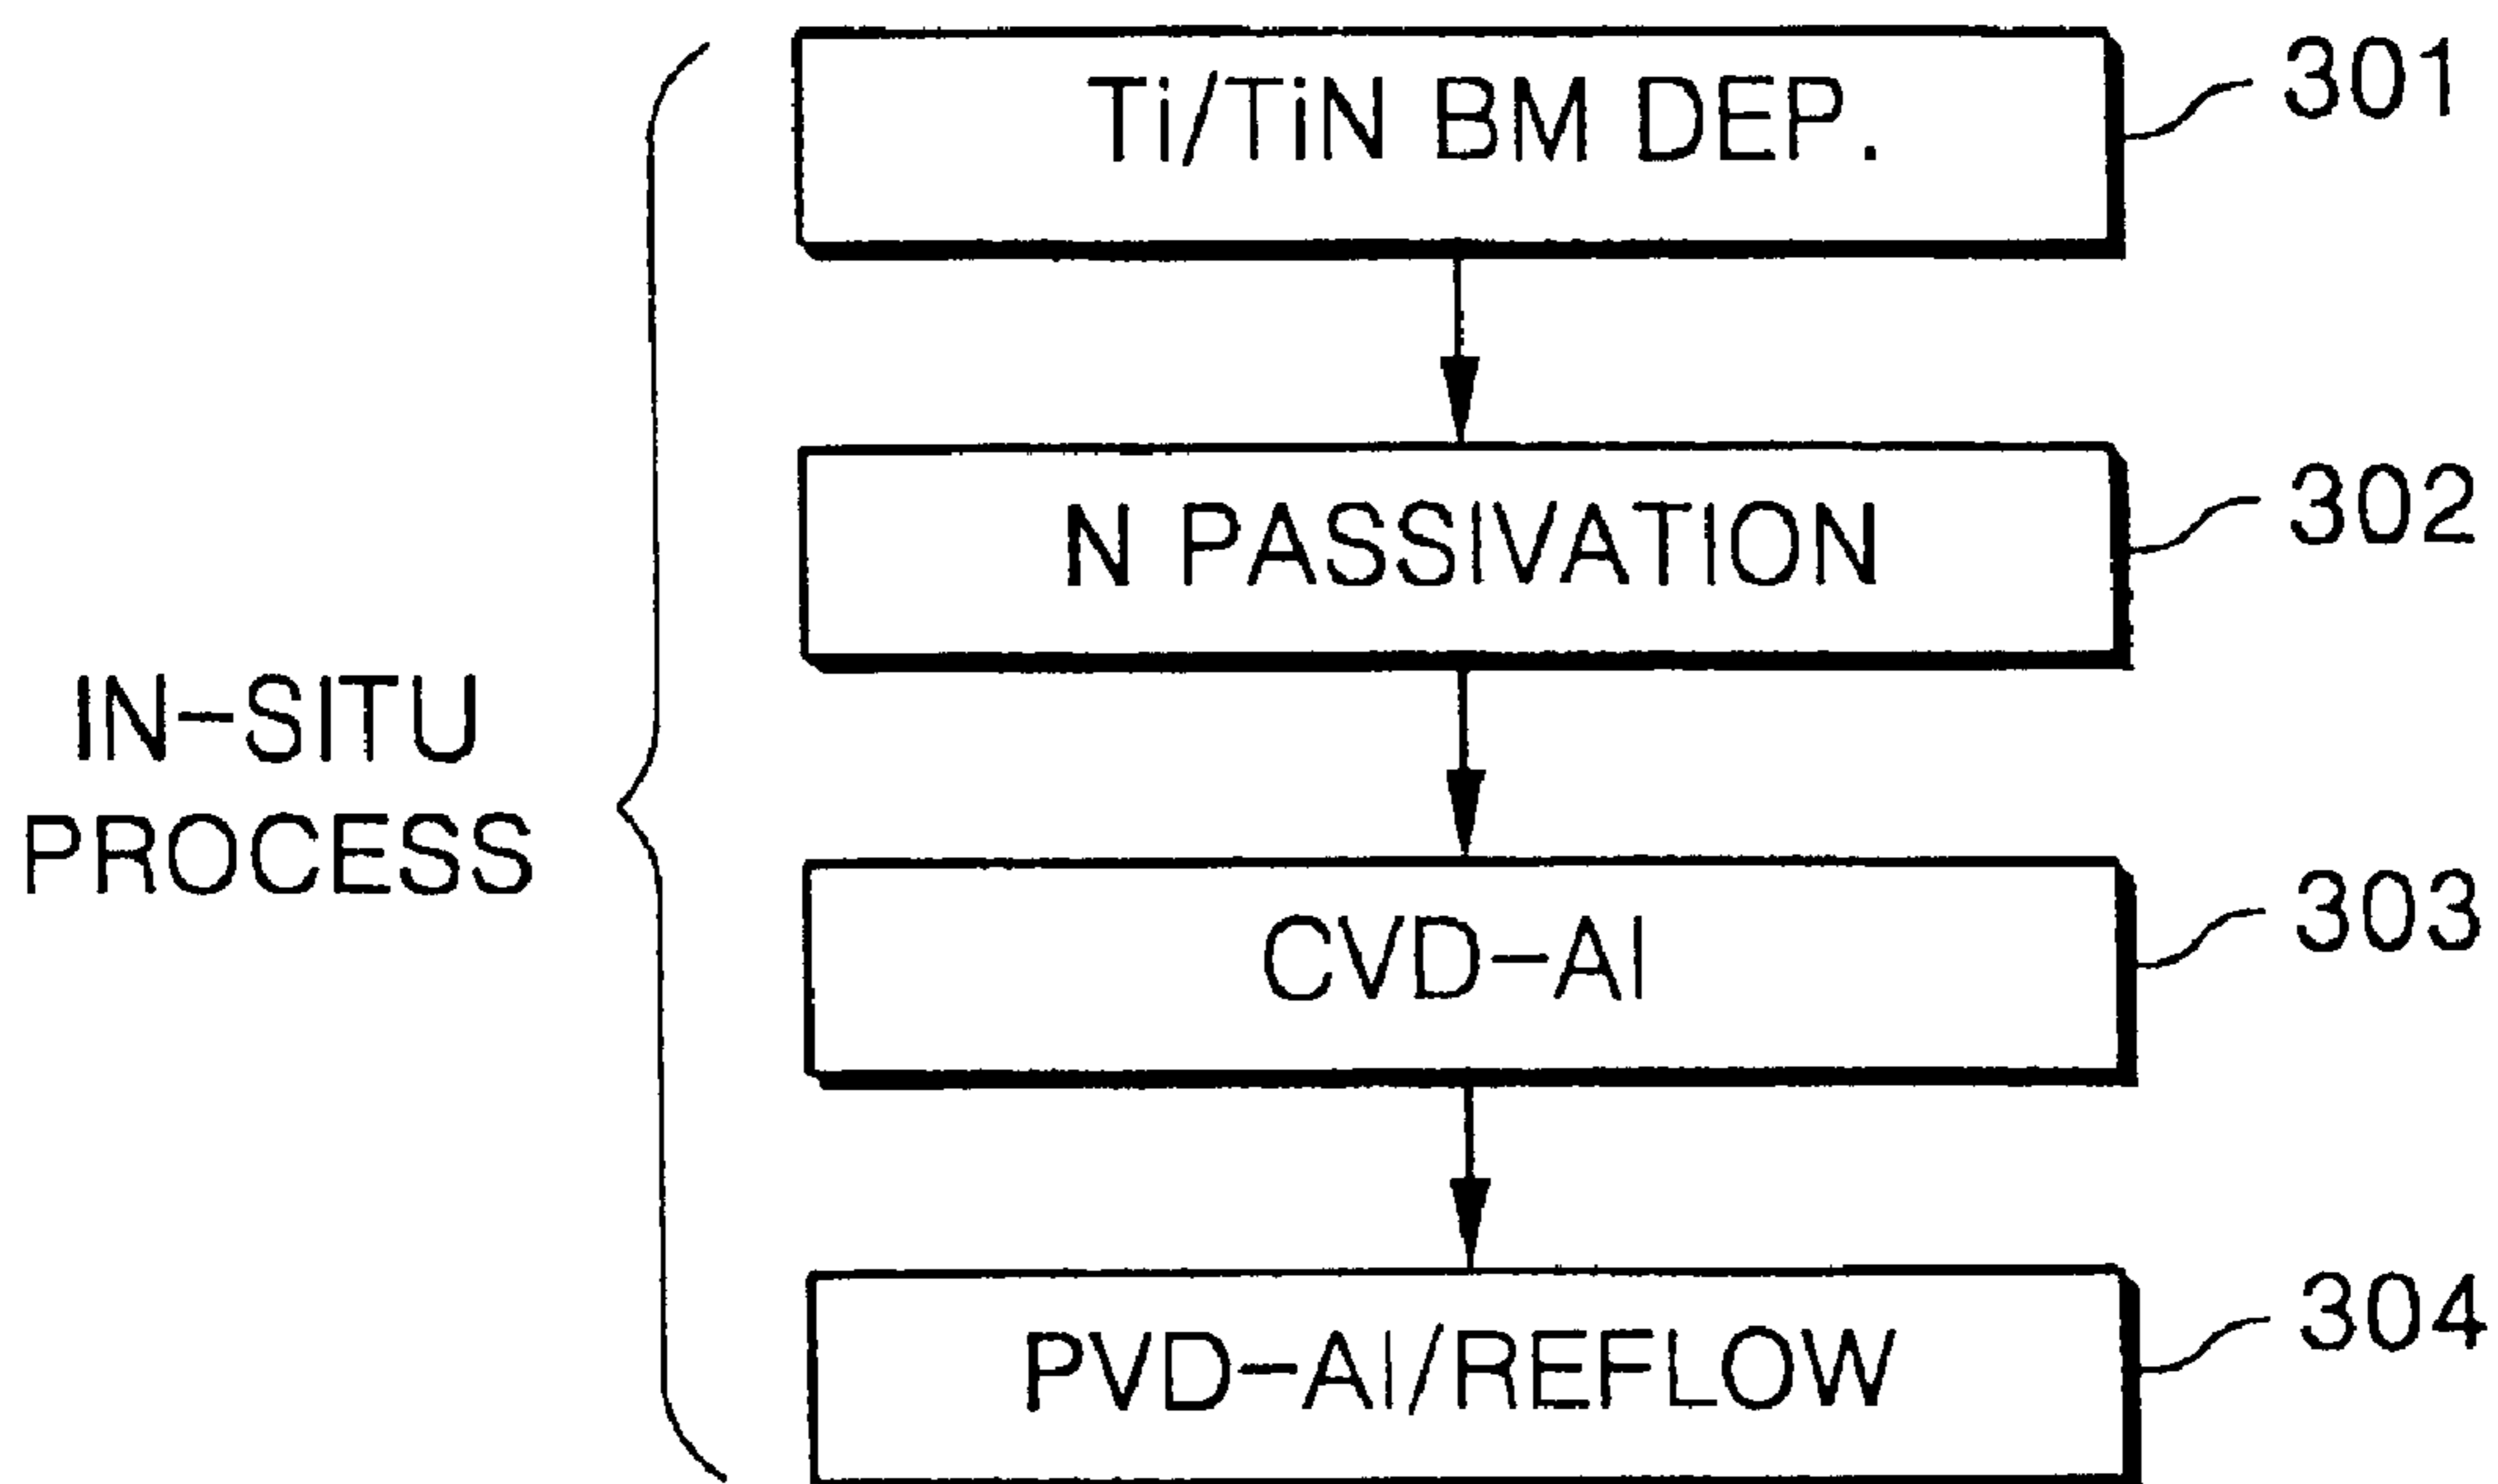 Ti/TiN BM DEP.
301
N PASSIVATION
302
IN-SITU
PROCESS
CVD-Al
303
PVD-Al/REFLOW
304